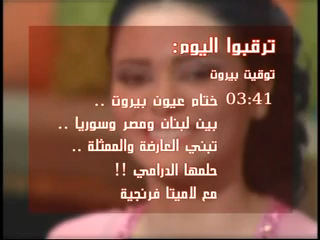 ترقبوا اليوم:
توقيت بيروت
03:41 ختام عيون بيروت ..
بين لبنان ومصر وسوريا ..
تبني العارضة والممثلة ..
حلمها الدرامي !!
مع لاميتا فرنجية